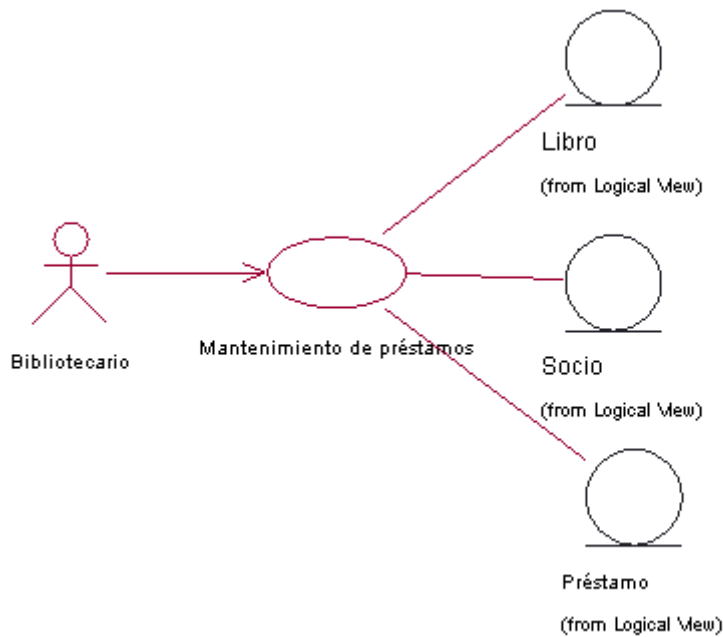 Libro
(from Logical View)
Bibliotecario
Mantenimiento de préstamos
Socio
(from Logical View)
Préstamo
(from Logical View)